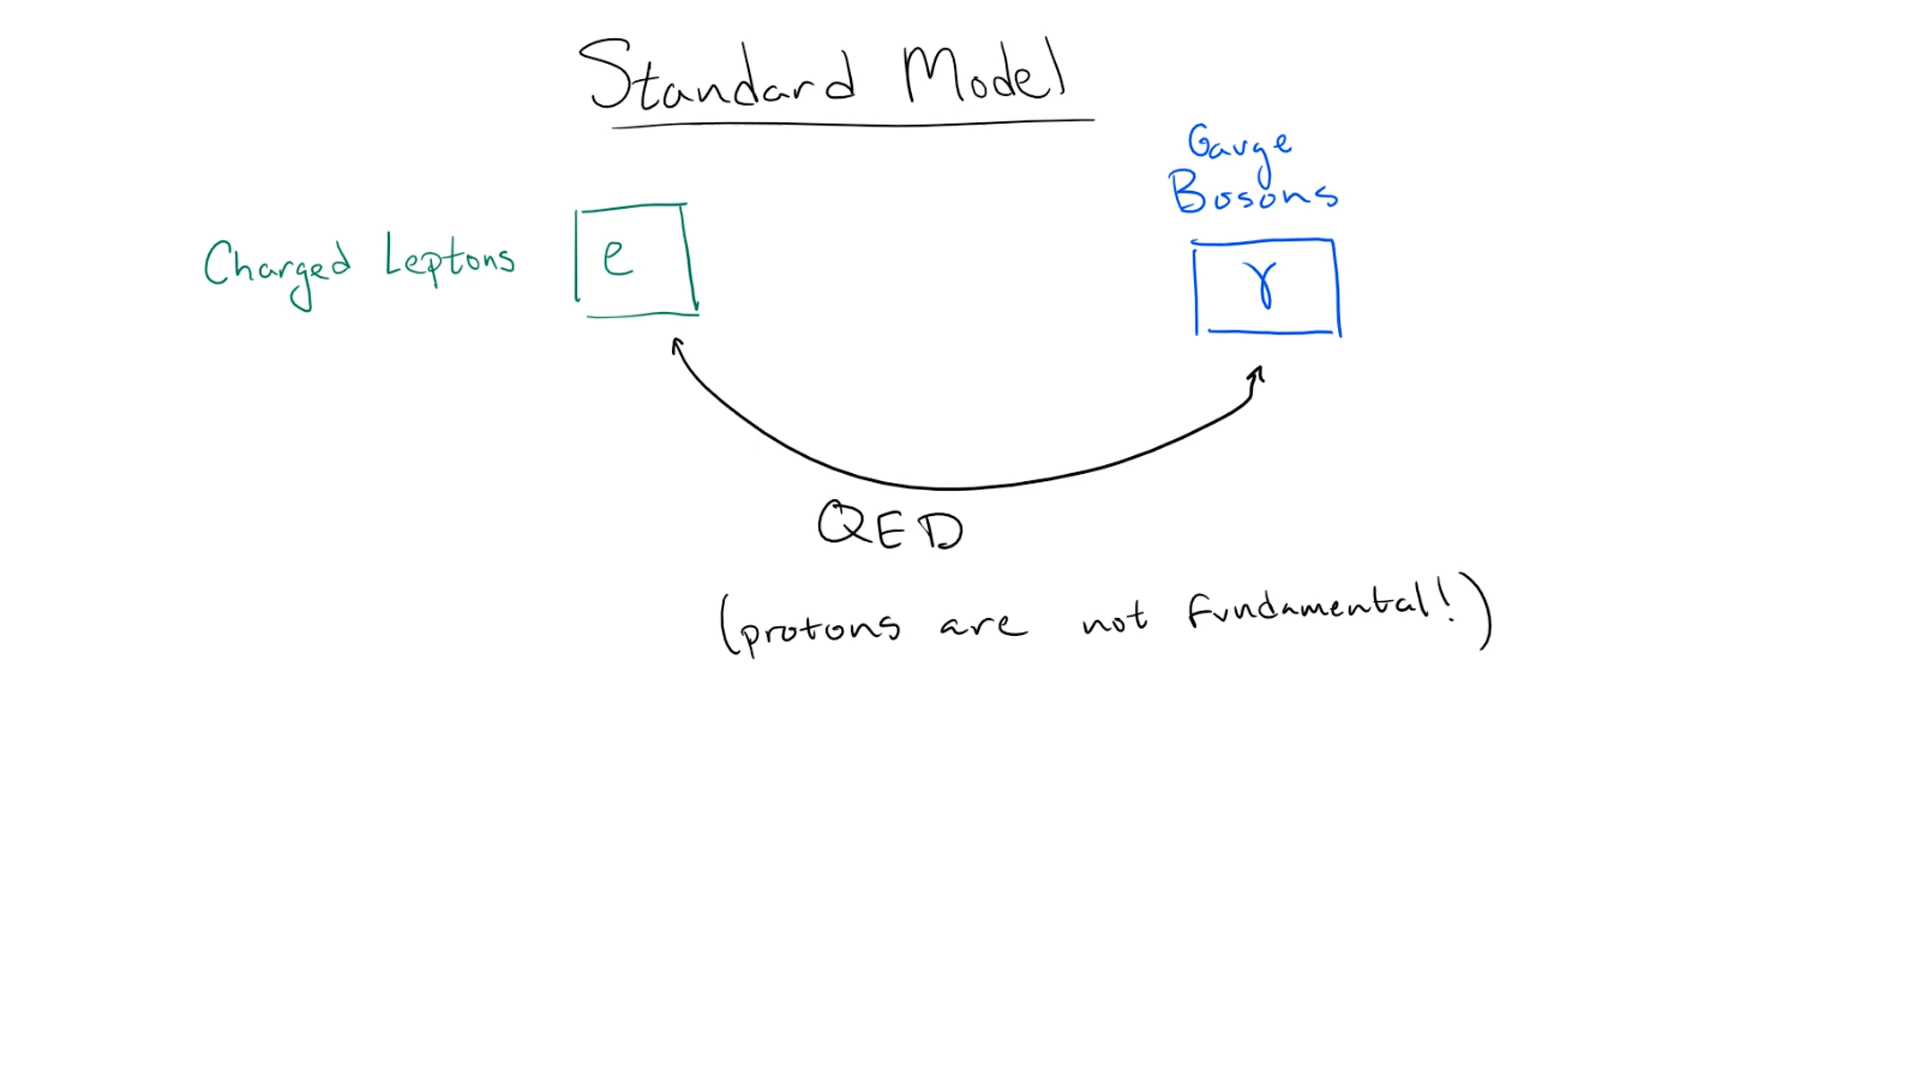 Standard Model
Gauge
Bosons
Charged Leptons
e
γ
QED
(protons are not fundamental!)